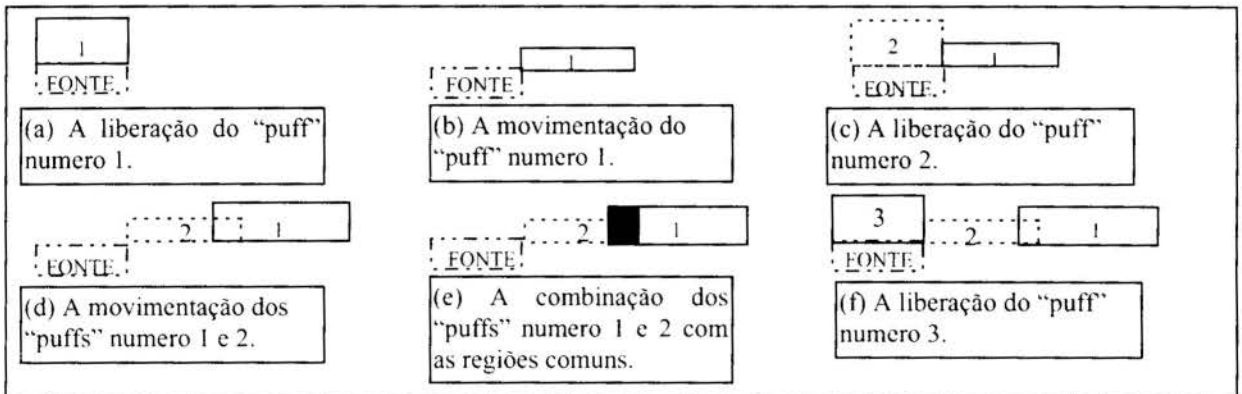 1
FONTE
(a) A liberação do "puff"
numero 1.
1
FONTE
(b) A movimentação do
"puff" numero 1.
2
1
FONTE
(c) A liberação do "puff"
numero 2.
2
1
FONTE
(d) A movimentação dos
"puffs" numero 1 e 2.
2
1
FONTE
(e) A combinação dos
"puffs" numero 1 e 2 com
as regiões comuns.
3
2
1
FONTE
(f) A liberação do "puff"
numero 3.